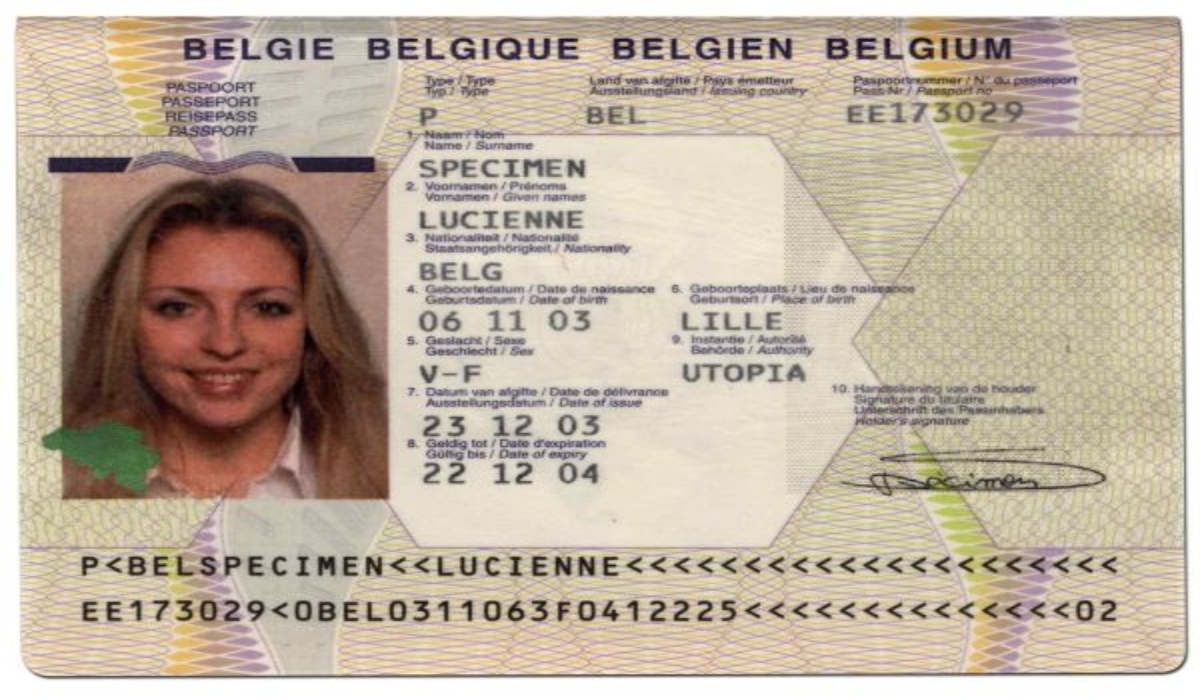 BELGIE BELGIQUE BELGIEN BELGIUM
PASPOORT
PASSEPORT
REISEPASS
PASSPORT
Type / Type
Typ / Type
P
Land van afgifte / Pays émetteur
Ausstellungsland / Issuing country
BEL
Paspoortnummer / N° du passeport
Pass-Nr / Passport no
EE173029
1. Naam / Nom
Name / Surname
SPECIMEN
2. Voornamen / Prénoms
Vornamen / Given names
LUCIENNE
3. Nationaliteit / Nationalité
Staatsangehörigkeit / Nationality
BELG
4. Geboortedatum / Date de naissance
Geburtsdatum / Date of birth
06 11 03
6. Geboorteplaats / Lieu de naissance
Geburtsort / Place of birth
LILLE
5. Geslacht / Sexe
Geschlecht / Sex
V-F
9. Instantie / Autorité
Behörde / Authority
UTOPIA
7. Datum van afgifte / Date de délivrance
Ausstellungsdatum / Date of issue
23 12 03
8. Geldig tot / Date d'expiration
Gültig bis / Date of expiry
22 12 04
10. Handtekening van de houder
Signature du titulaire
Unterschrift des Passinhabers
Holder's signature
Specimen
P<BELSPECIMEN<<LUCIENNE<<<<<<<<<<<<<<<<<<<<<
EE173029<0BEL0311063F0412225<<<<<<<<<<<<<<02